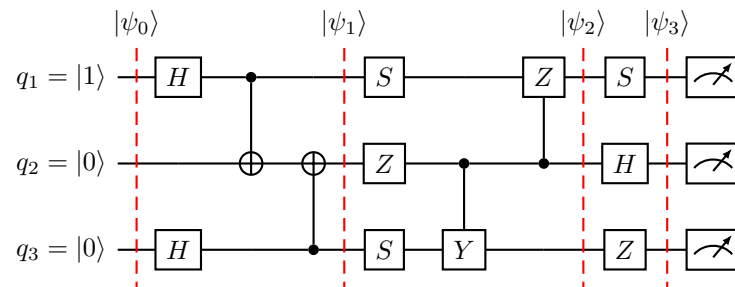 |ψ₀⟩ |ψ₁⟩ |ψ₂⟩ |ψ₃⟩
q₁ = |1⟩ H S Z S
q₂ = |0⟩ Z H
q₃ = |0⟩ H S Y Z